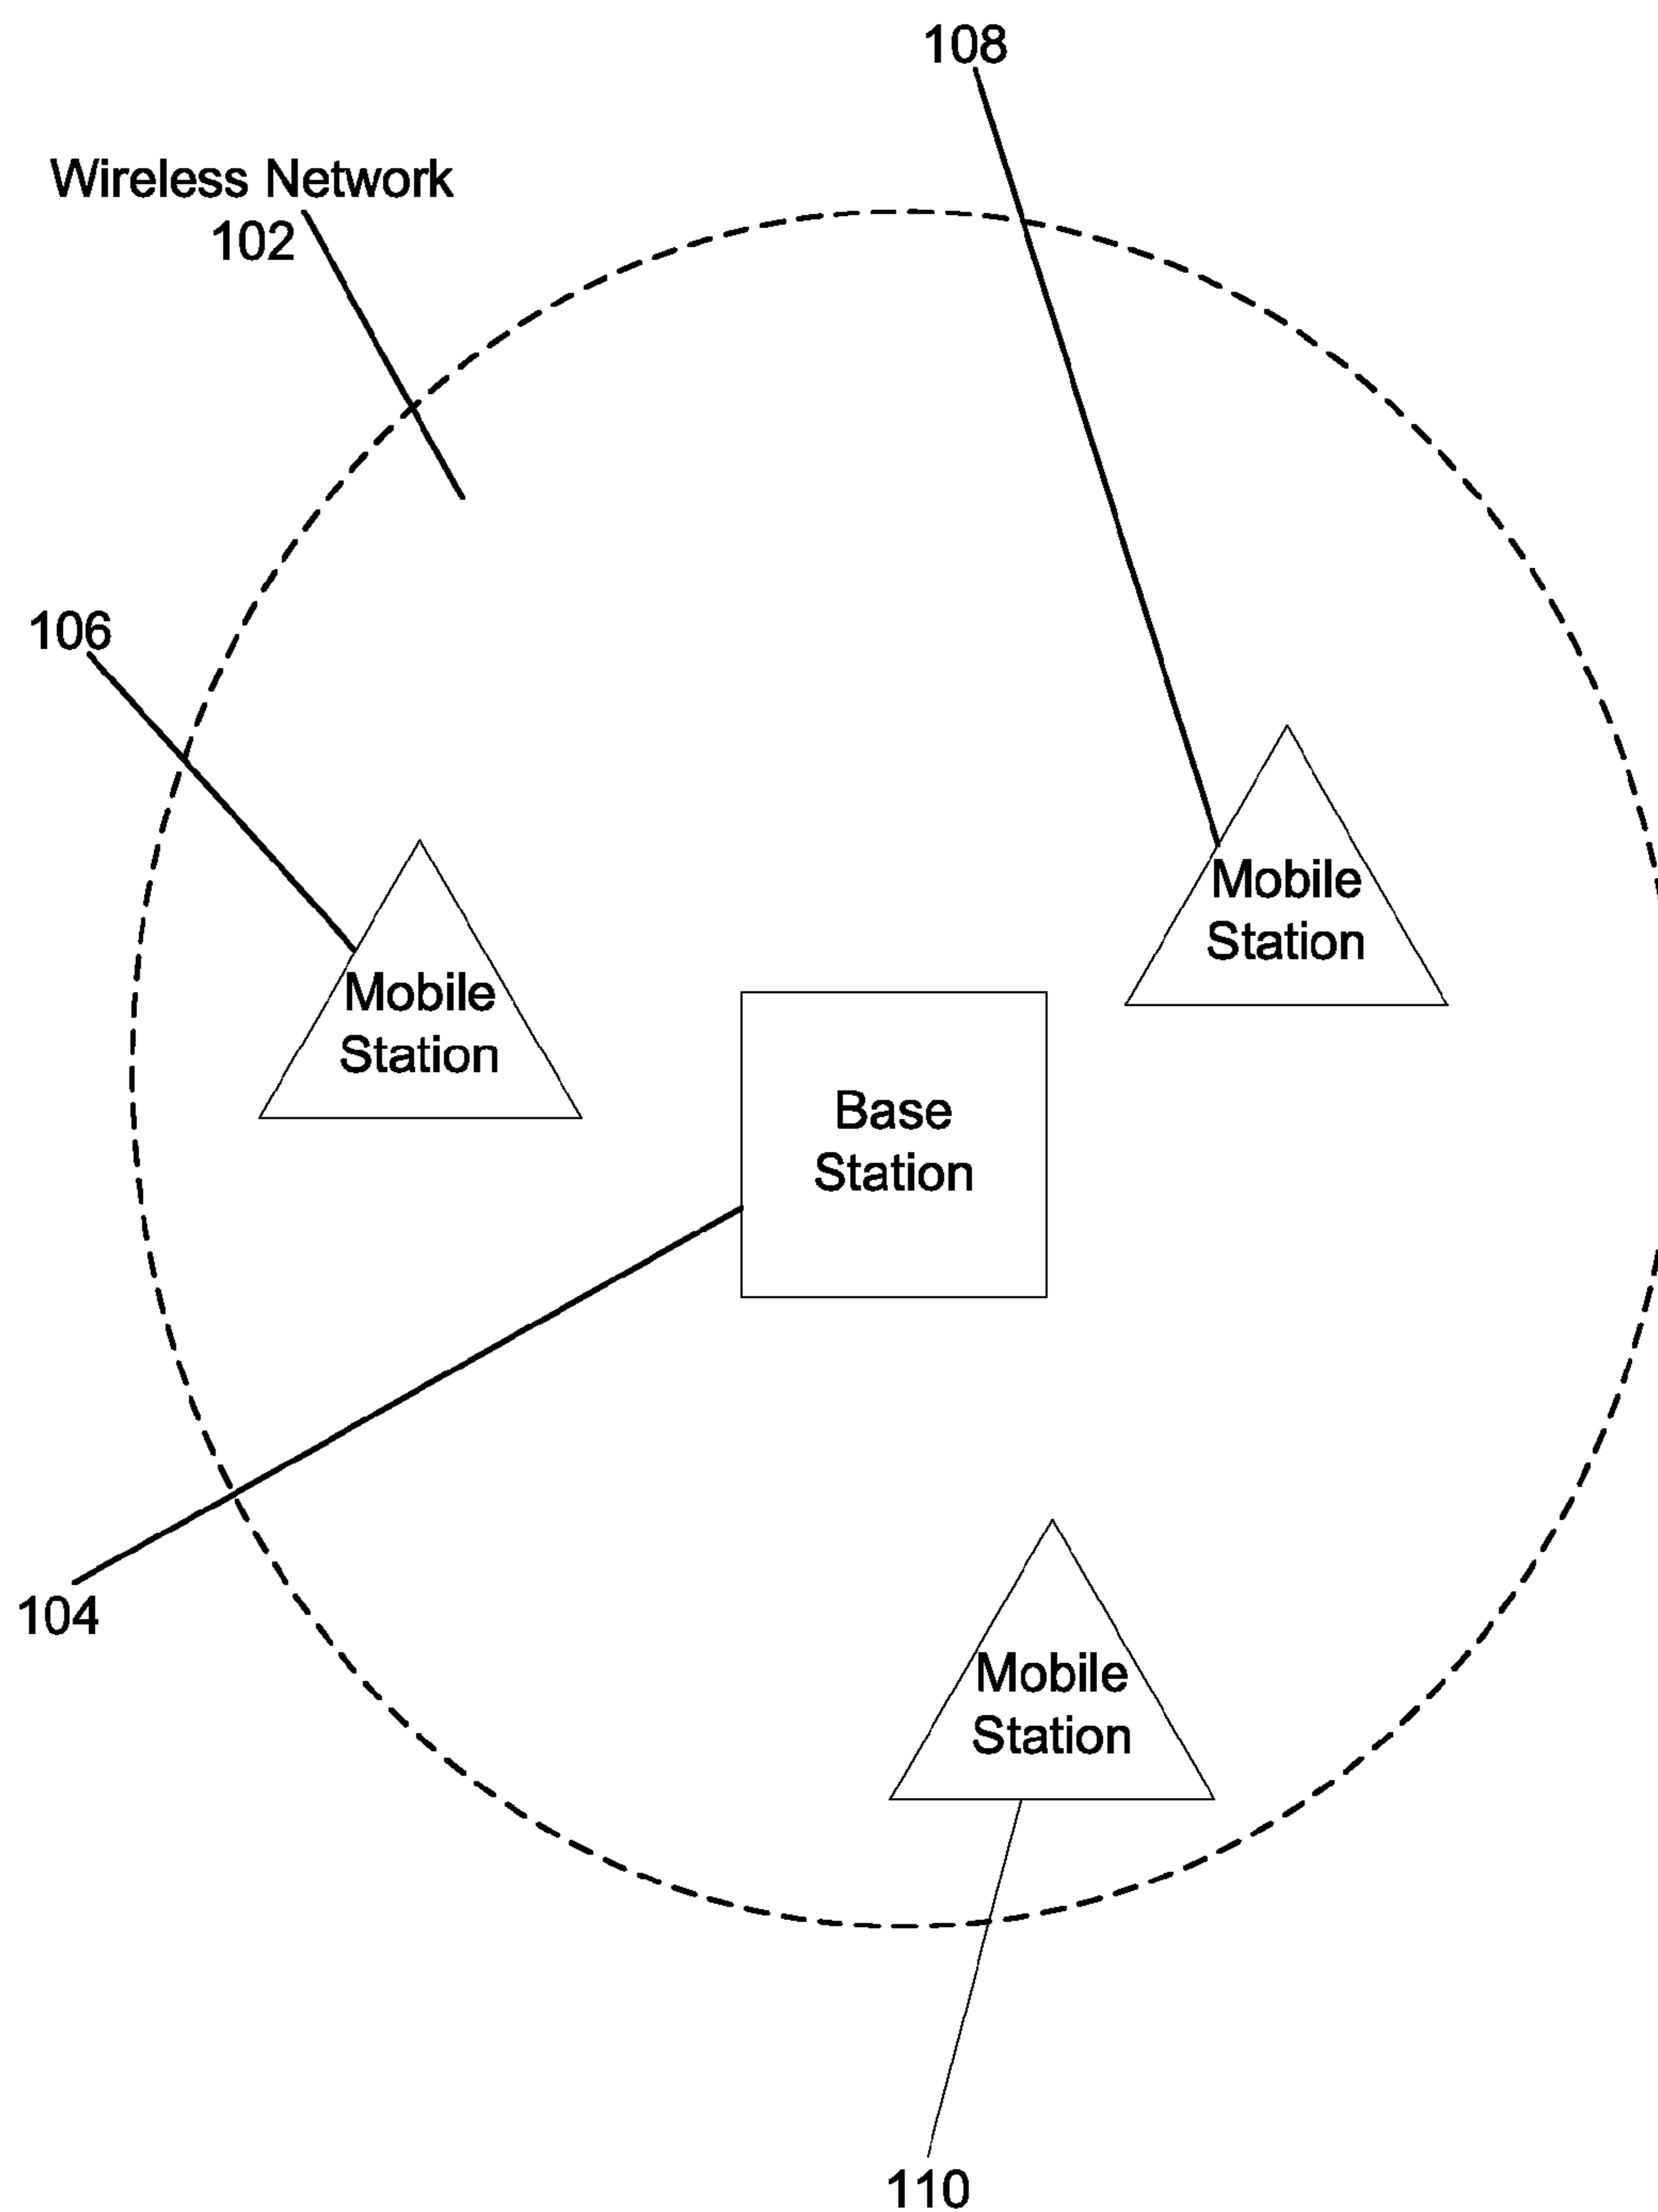 108
Wireless Network
102
106
Mobile
Station
Mobile
Station
Base
Station
104
Mobile
Station
110